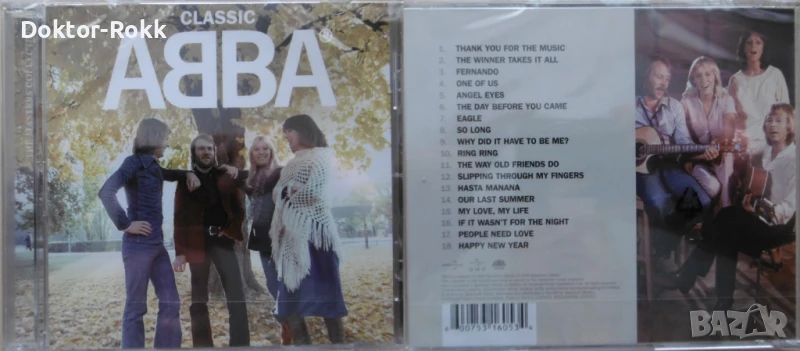 Doktor-Rokk
CLASSIC
ABBA®
1. THANK YOU FOR THE MUSIC
2. THE WINNER TAKES IT ALL
3. FERNANDO
4. ONE OF US
5. ANGEL EYES
6. THE DAY BEFORE YOU CAME
7. EAGLE
8. SO LONG
9. WHY DID IT HAVE TO BE ME?
10. RING RING
11. THE WAY OLD FRIENDS DO
12. SLIPPING THROUGH MY FINGERS
13. HASTA MANANA
14. OUR LAST SUMMER
15. MY LOVE, MY LIFE
16. IF IT WASN'T FOR THE NIGHT
17. PEOPLE NEED LOVE
18. HAPPY NEW YEAR
6 00753 16053 4
BAZAR